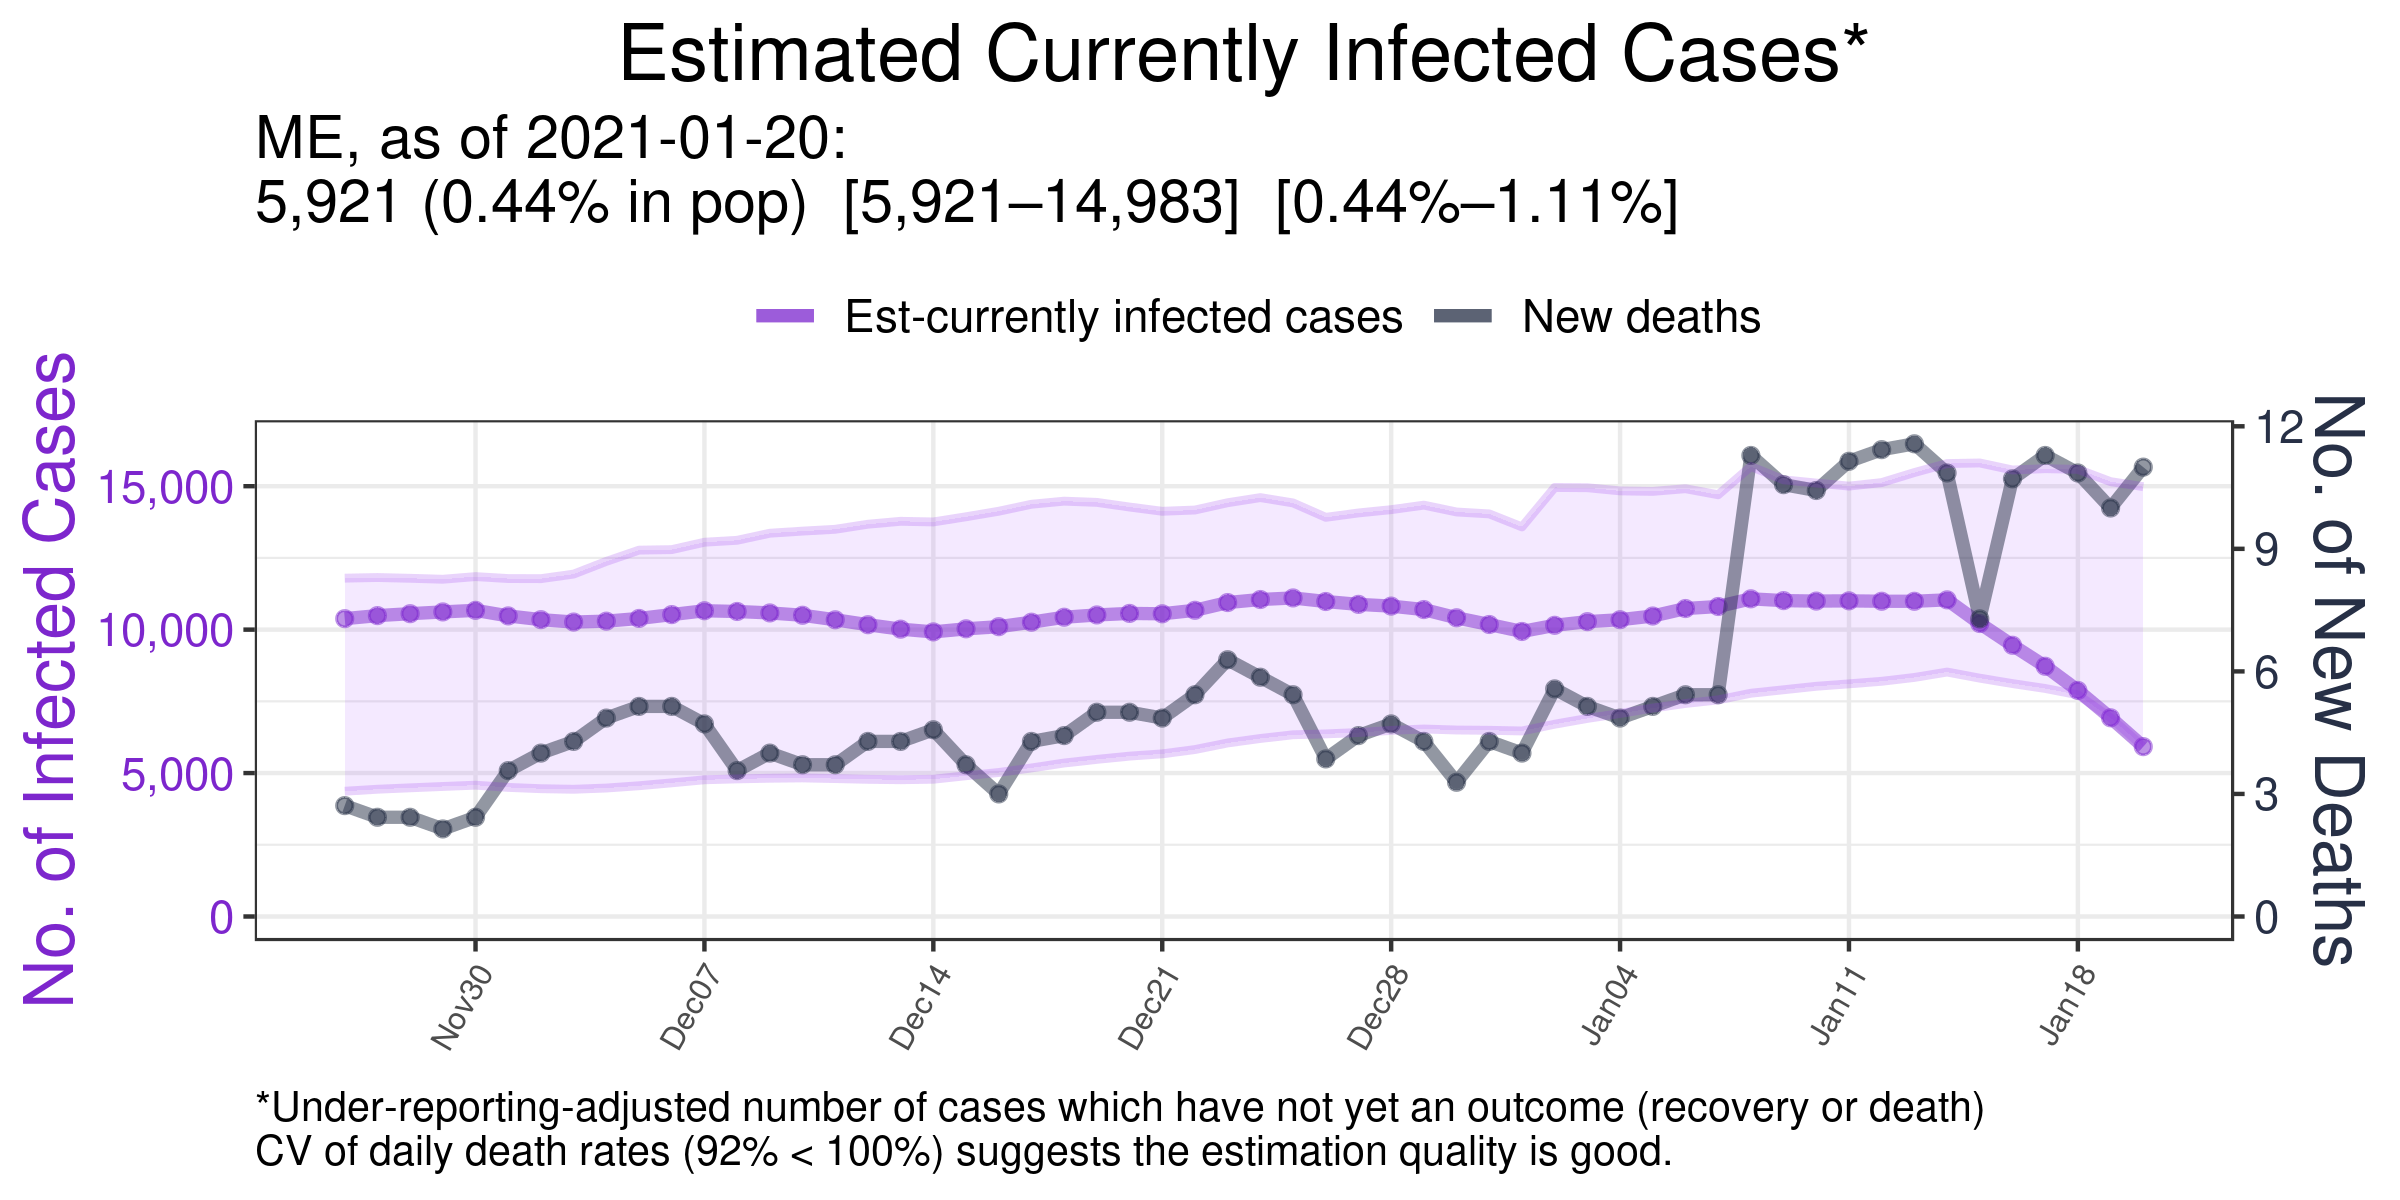 Estimated Currently Infected Cases*
ME, as of 2021-01-20:
5,921 (0.44% in pop)  [5,921–14,983]  [0.44%–1.11%]
Est-currently infected cases
New deaths
No. of Infected Cases
15,000
10,000
5,000
0
12
9
6
3
0
No. of New Deaths
Nov30
Dec07
Dec14
Dec21
Dec28
Jan04
Jan11
Jan18
*Under-reporting-adjusted number of cases which have not yet an outcome (recovery or death)
CV of daily death rates (92% < 100%) suggests the estimation quality is good.